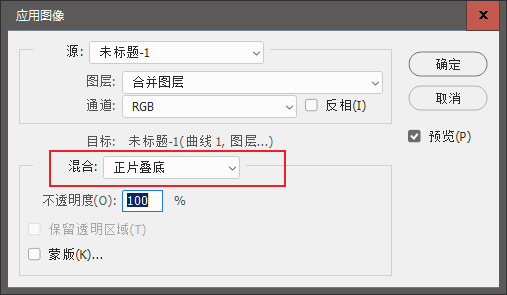 应用图像
源: 未标题-1
确定
图层: 合并图层
取消
通道: RGB 反相(I)
预览(P)
目标: 未标题-1(曲线 1, 图层...)
混合: 正片叠底
不透明度(O): 100 %
保留透明区域(T)
蒙版(K)...